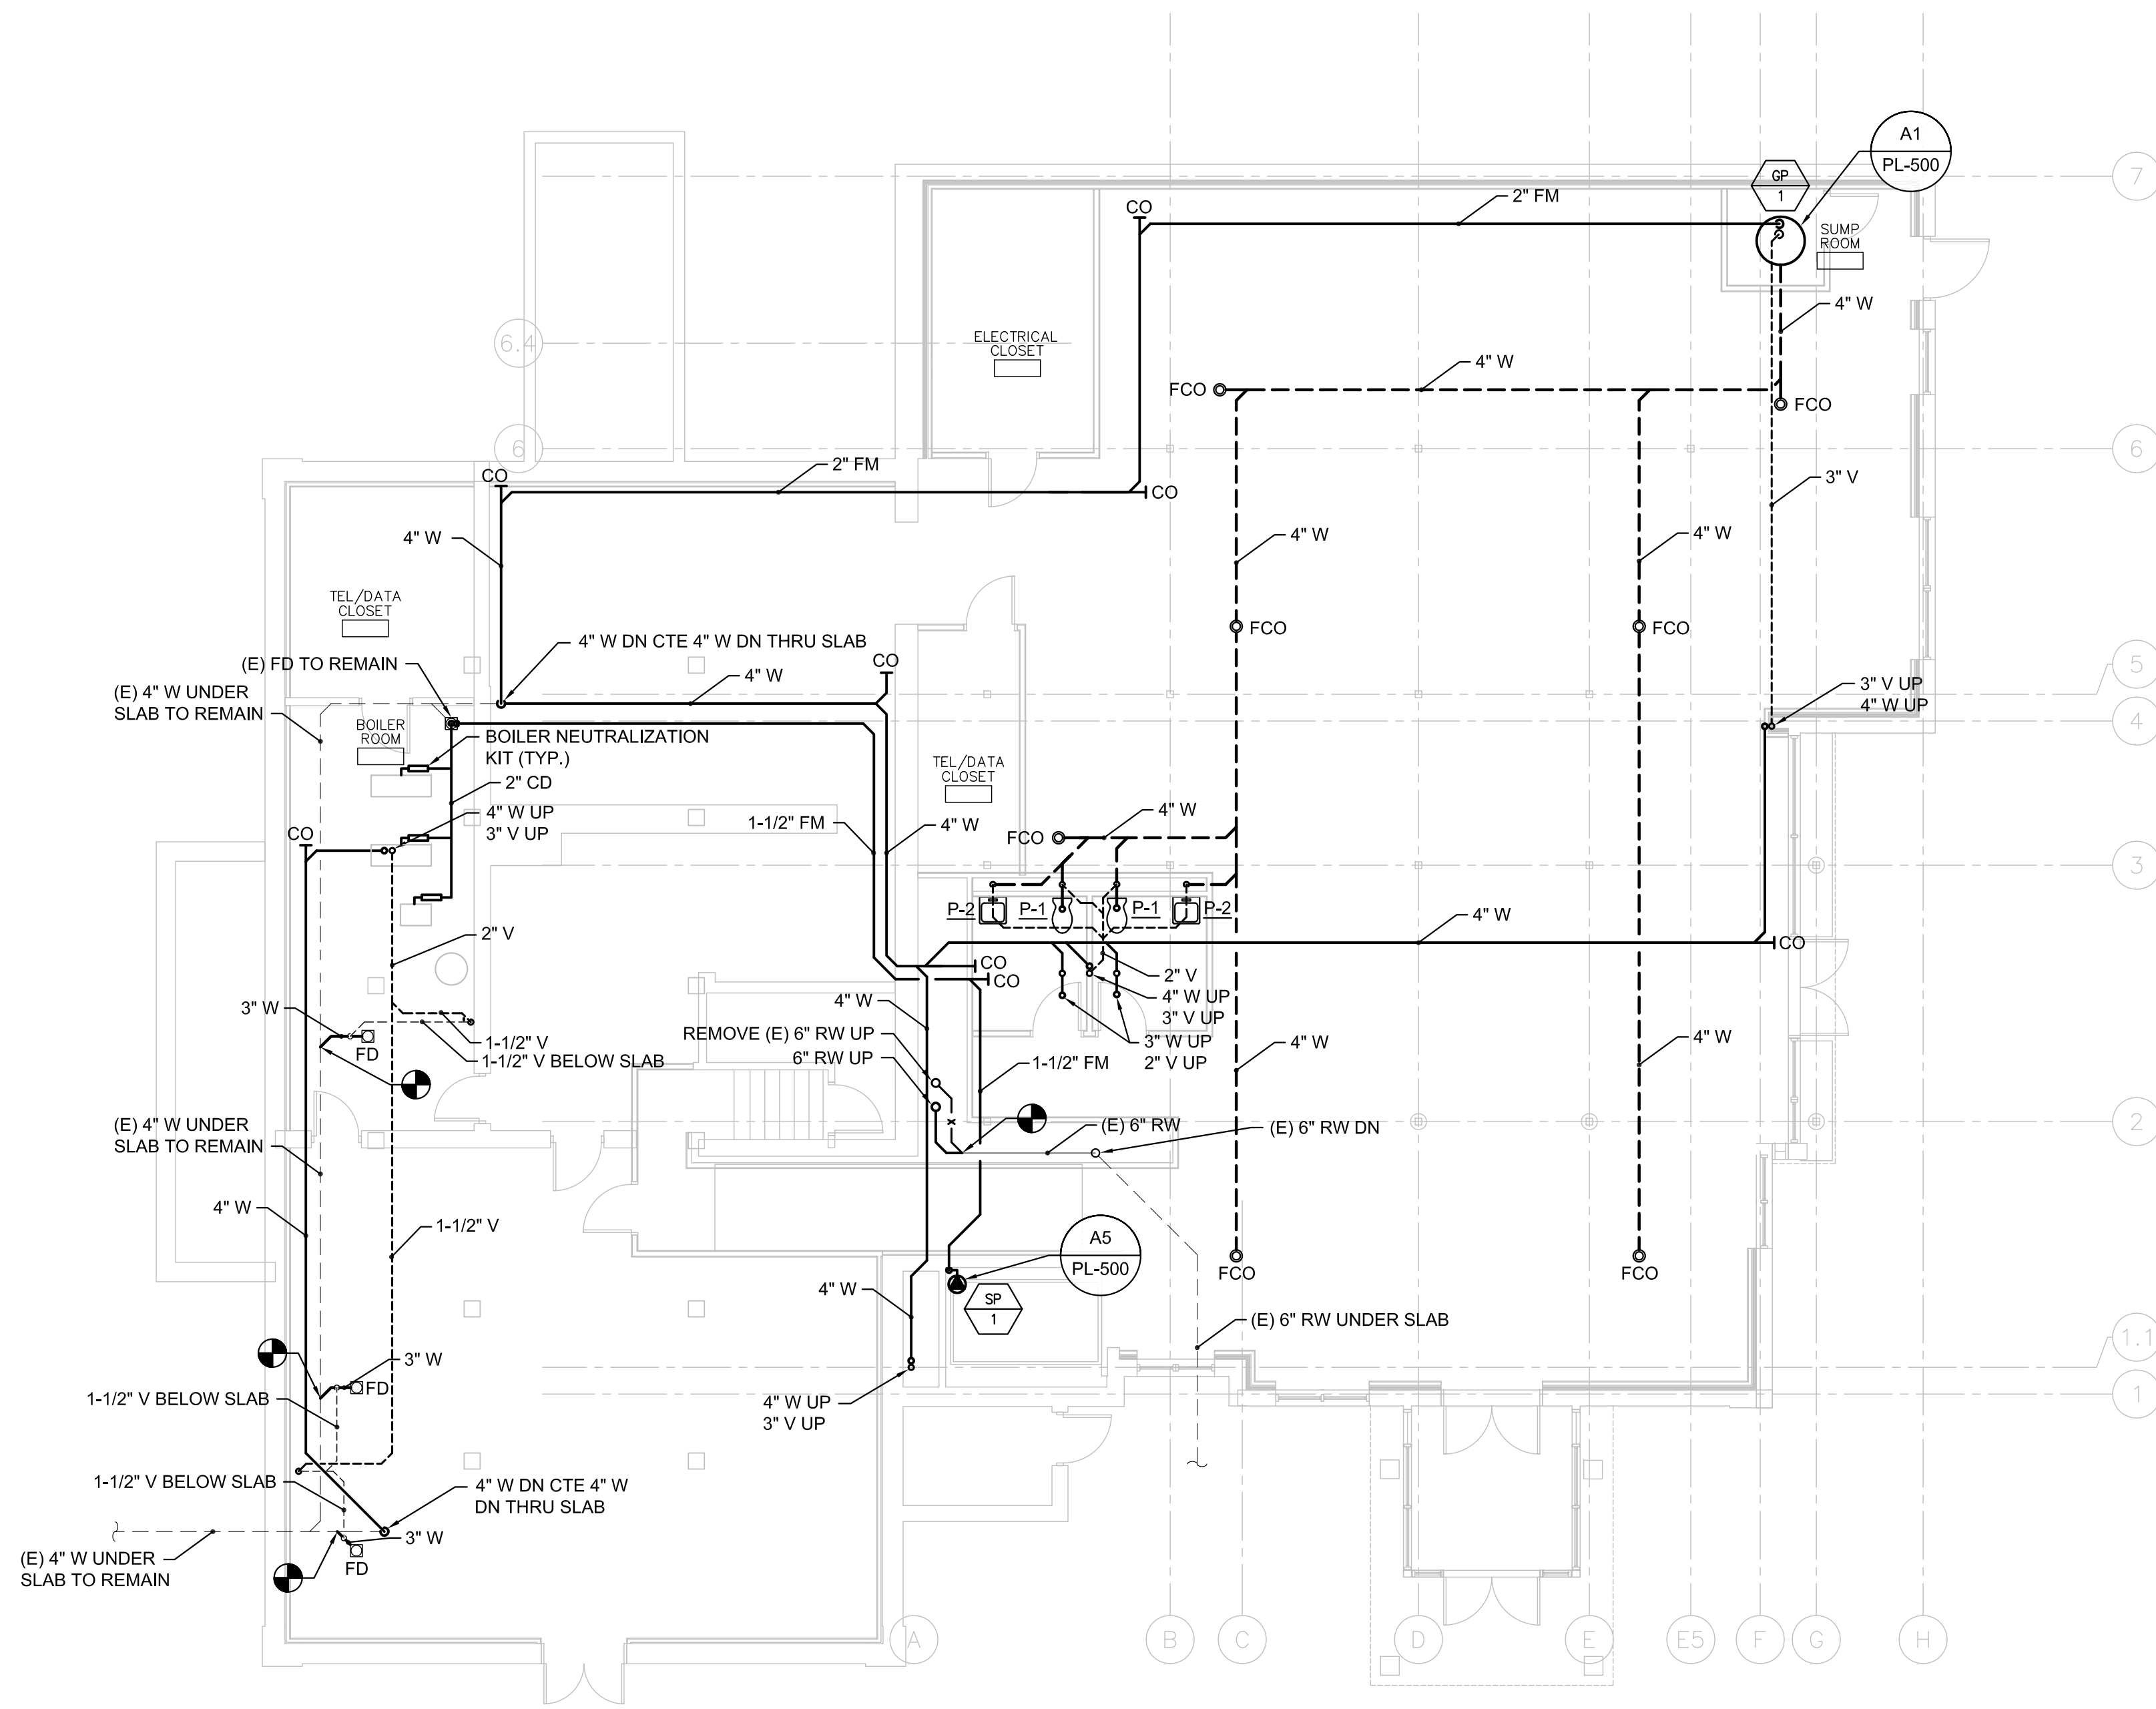 A1
PL-500
7
GP
1
2" FM
CO
SUMP
ROOM
4" W
ELECTRICAL
CLOSET
6.4
4" W
FCO
FCO
6
6
2" FM
CO
CO
3" V
4" W
4" W
4" W
TEL/DATA
CLOSET
FCO
FCO
4" W DN CTE 4" W DN THRU SLAB
CO
5
(E) FD TO REMAIN
4" W
(E) 4" W UNDER
SLAB TO REMAIN
3" V UP
4" W UP
4
BOILER
ROOM
BOILER NEUTRALIZATION
KIT (TYP.)
TEL/DATA
CLOSET
2" CD
4" W UP
3" V UP
CO
1-1/2" FM
4" W
4" W
FCO
3
P-2
P-1
P-1
P-2
4" W
2" V
CO
CO
CO
2" V
4" W UP
3" V UP
3" W
FD
4" W
REMOVE (E) 6" RW UP
6" RW UP
1-1/2" V
1-1/2" V BELOW SLAB
3" W UP
2" V UP
1-1/2" FM
4" W
4" W
(E) 4" W UNDER
SLAB TO REMAIN
x
(E) 6" RW
(E) 6" RW DN
2
4" W
1-1/2" V
A5
PL-500
SP
1
FCO
FCO
4" W
(E) 6" RW UNDER SLAB
1.1
3" W
FD
1-1/2" V BELOW SLAB
4" W UP
3" V UP
1
1-1/2" V BELOW SLAB
4" W DN CTE 4" W
DN THRU SLAB
3" W
FD
(E) 4" W UNDER
SLAB TO REMAIN
A
B
C
D
E
E5
F
G
H